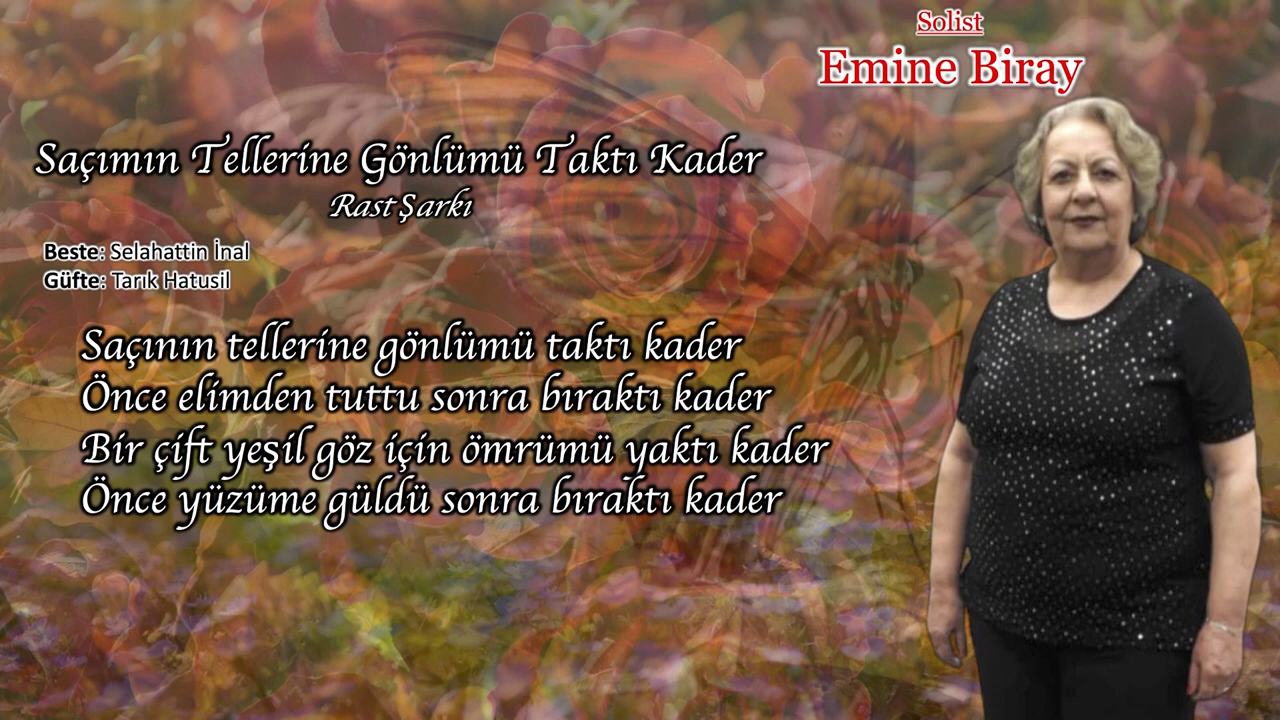 Solist
Emine Biray
Saçımın Tellerine Gönlümü Taktı Kader
Rast Şarkı
Beste: Selahattin İnal
Güfte: Tarık Hatusil
Saçının tellerine gönlümü taktı kader
Önce elimden tuttu sonra bıraktı kader
Bir çift yeşil göz için ömrümü yaktı kader
Önce yüzüme güldü sonra bıraktı kader